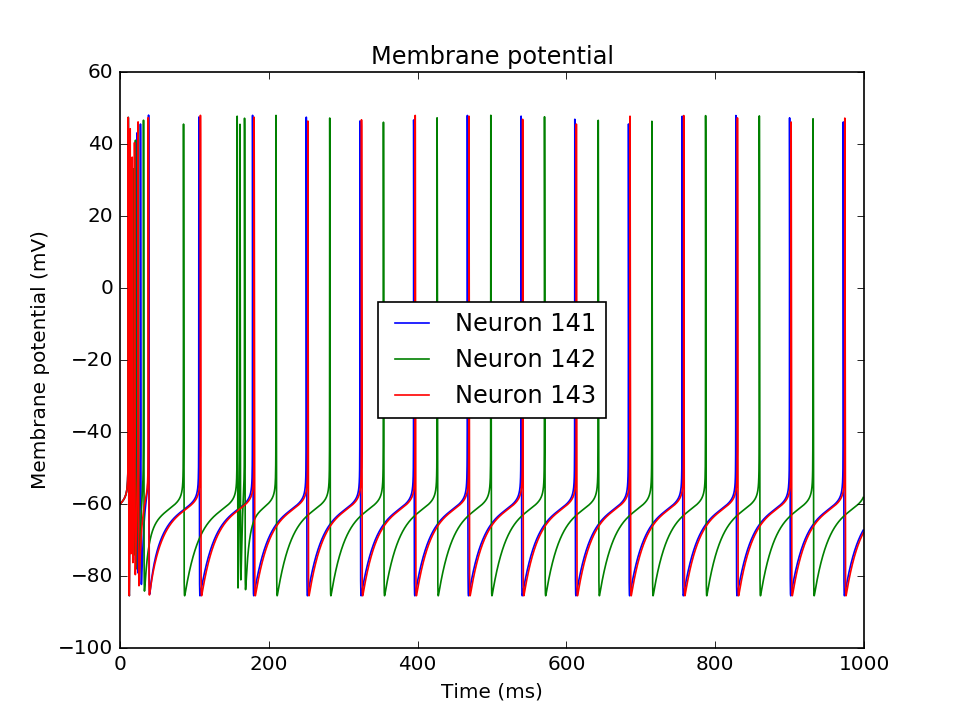 Membrane potential
60
40
20
0
−20
−40
−60
−80
−100
Membrane potential (mV)
Neuron 141
Neuron 142
Neuron 143
0 200 400 600 800 1000
Time (ms)